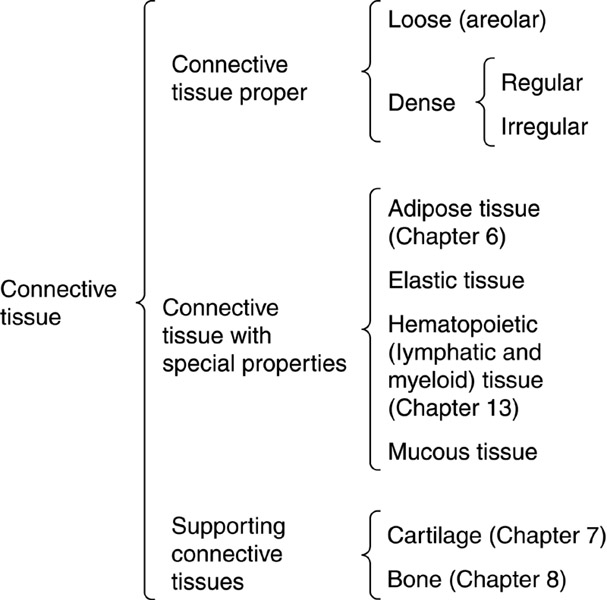 Connective
tissue
Connective
tissue proper
Loose (areolar)
Dense
Regular
Irregular
Connective
tissue with
special properties
Adipose tissue
(Chapter 6)
Elastic tissue
Hematopoietic
(lymphatic and
myeloid) tissue
(Chapter 13)
Mucous tissue
Supporting
connective
tissues
Cartilage (Chapter 7)
Bone (Chapter 8)